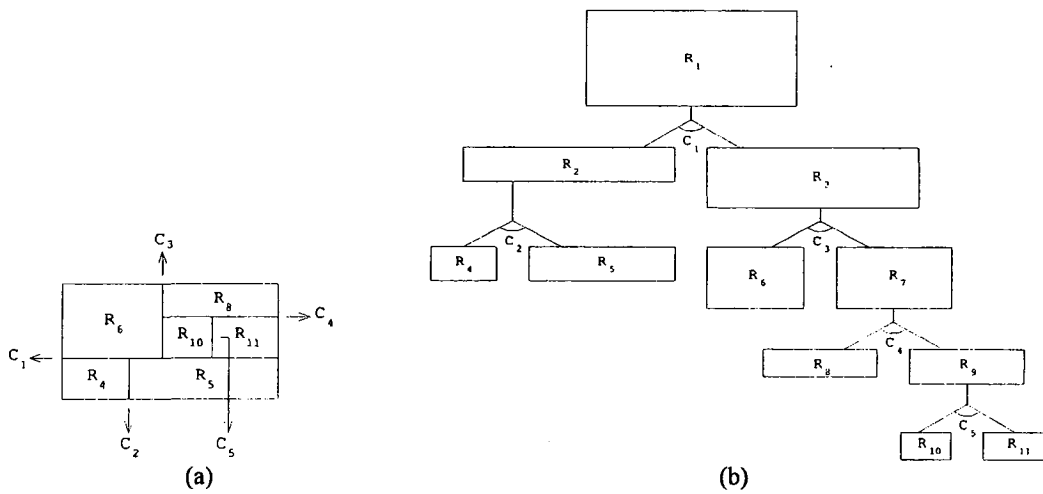 R₁
C₁
R₂
R₃
C₂
C₃
R₄
R₅
R₆
R₇
C₄
R₈
R₉
C₅
R₁₀
R₁₁
C₃
R₈
C₄
R₆
R₁₀
R₁₁
C₁
R₄
R₅
C₂
C₅
(a)
(b)